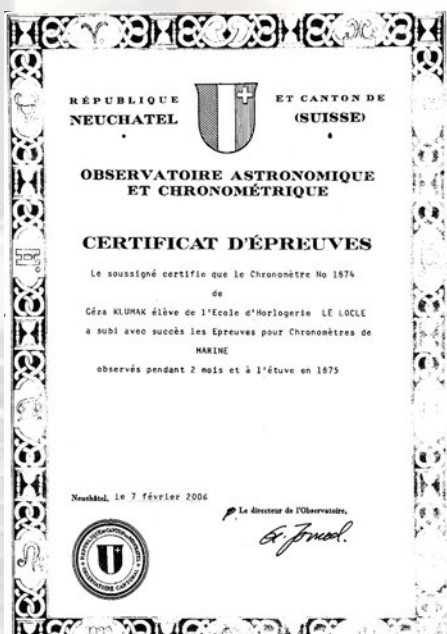 RÉPUBLIQUE ET CANTON DE
NEUCHATEL (SUISSE)
OBSERVATOIRE ASTRONOMIQUE
ET CHRONOMÉTRIQUE
CERTIFICAT D'ÉPREUVES
Le soussigné certifie que le Chronomètre No 1874
de
Géza KLUMAK élève de l'Ecole d'Horlogerie LE LOCLE
a subi avec succès les Epreuves pour Chronomètres de
MARINE
observés pendant 2 mois et à l'étuve en 1875
Neuchâtel, le 7 février 2006
Le directeur de l'Observatoire,
OBSERVATOIRE CANTONAL